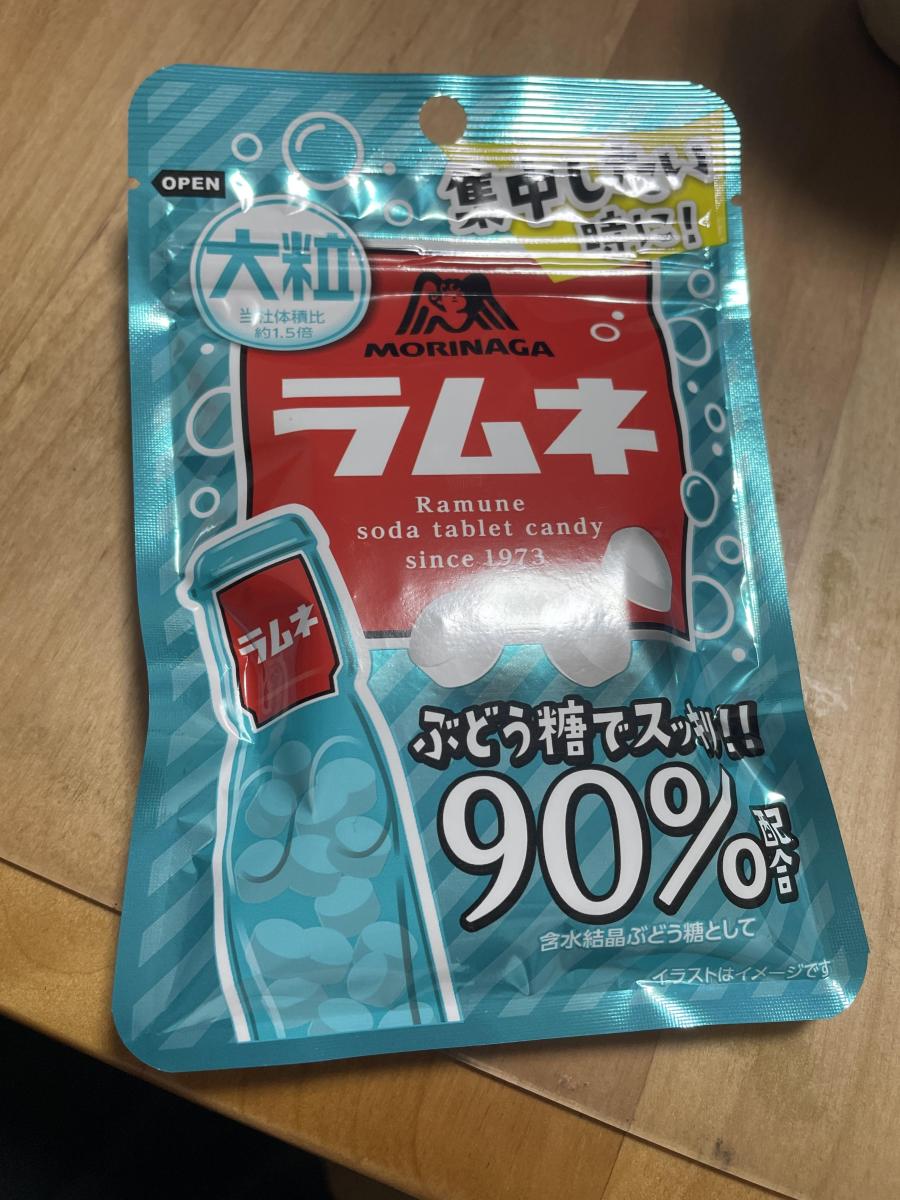 OPEN
集中したい
時に!
大粒
当社体積比
約1.5倍
MORINAGA
ラムネ
Ramune
soda tablet candy
since 1973
ラムネ
ぶどう糖でスッキリ!!
90%配合
含水結晶ぶどう糖として
イラストはイメージです